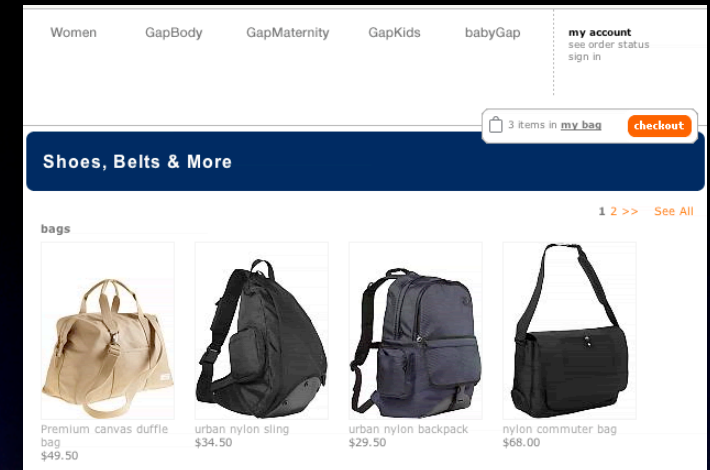 Women GapBody GapMaternity GapKids babyGap
my account
see order status
sign in
3 items in my bag checkout
Shoes, Belts & More
1 2 >> See All
bags
Premium canvas duffle bag
$49.50
urban nylon sling
$34.50
urban nylon backpack
$29.50
nylon commuter bag
$68.00